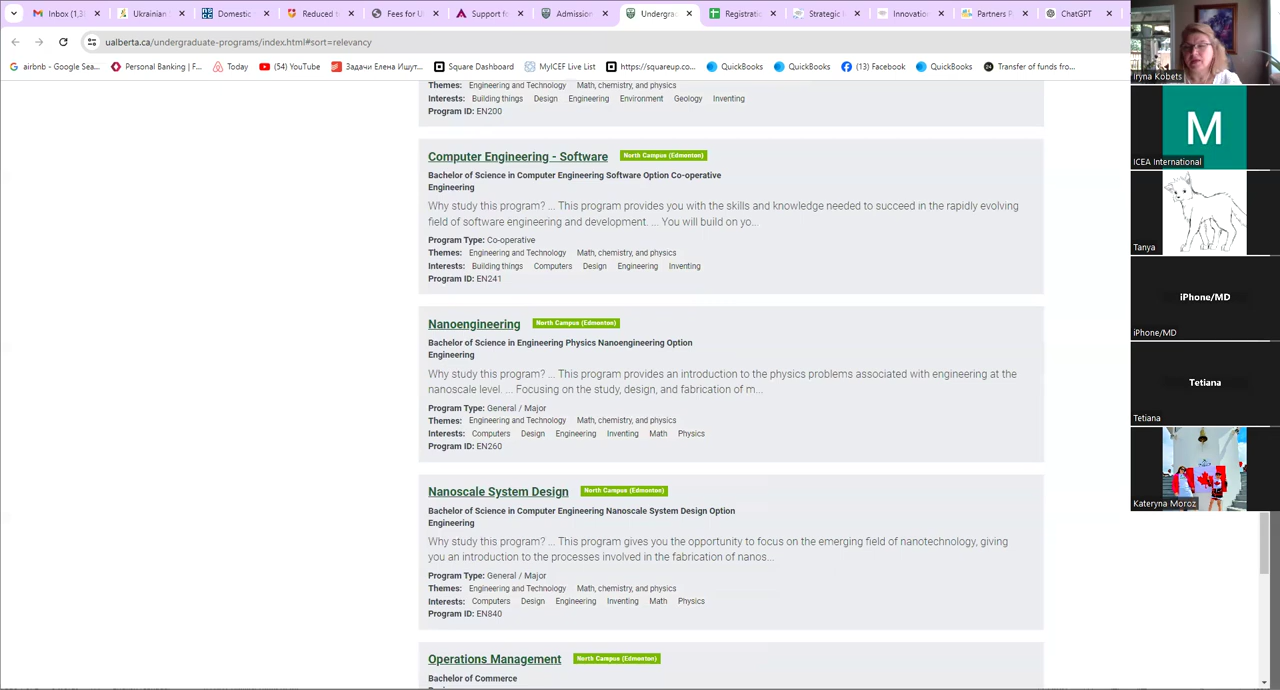 Inbox (1,3
Ukrainian
Domestic
Reduced t
Fees for U
Support fo
Admission
Undergrad
Registratio
Strategic L
Innovation
Partners P
ChatGPT
ualberta.ca/undergraduate-programs/index.html#sort=relevancy
airbnb - Google Sea...
Personal Banking | F...
Today
(54) YouTube
Задачи Елена Ишут...
Square Dashboard
MyICEF Live List
https://squareup.co...
QuickBooks
QuickBooks
(13) Facebook
QuickBooks
Transfer of funds fro...
Themes: Engineering and Technology Math, chemistry, and physics
Interests: Building things Design Engineering Environment Geology Inventing
Program ID: EN200
Computer Engineering - Software North Campus (Edmonton)
Bachelor of Science in Computer Engineering Software Option Co-operative
Engineering
Why study this program? ... This program provides you with the skills and knowledge needed to succeed in the rapidly evolving
field of software engineering and development. ... You will build on yo...
Program Type: Co-operative
Themes: Engineering and Technology Math, chemistry, and physics
Interests: Building things Computers Design Engineering Inventing
Program ID: EN241
Nanoengineering North Campus (Edmonton)
Bachelor of Science in Engineering Physics Nanoengineering Option
Engineering
Why study this program? ... This program provides an introduction to the physics problems associated with engineering at the
nanoscale level. ... Focusing on the study, design, and fabrication of m...
Program Type: General / Major
Themes: Engineering and Technology Math, chemistry, and physics
Interests: Computers Design Engineering Inventing Math Physics
Program ID: EN260
Nanoscale System Design North Campus (Edmonton)
Bachelor of Science in Computer Engineering Nanoscale System Design Option
Engineering
Why study this program? ... This program gives you the opportunity to focus on the emerging field of nanotechnology, giving
you an introduction to the processes involved in the fabrication of nanos...
Program Type: General / Major
Themes: Engineering and Technology Math, chemistry, and physics
Interests: Computers Design Engineering Inventing Math Physics
Program ID: EN840
Operations Management North Campus (Edmonton)
Bachelor of Commerce
Iryna Kobets
M
ICEA International
Tanya
iPhone/MD
iPhone/MD
Tetiana
Tetiana
Kateryna Moroz